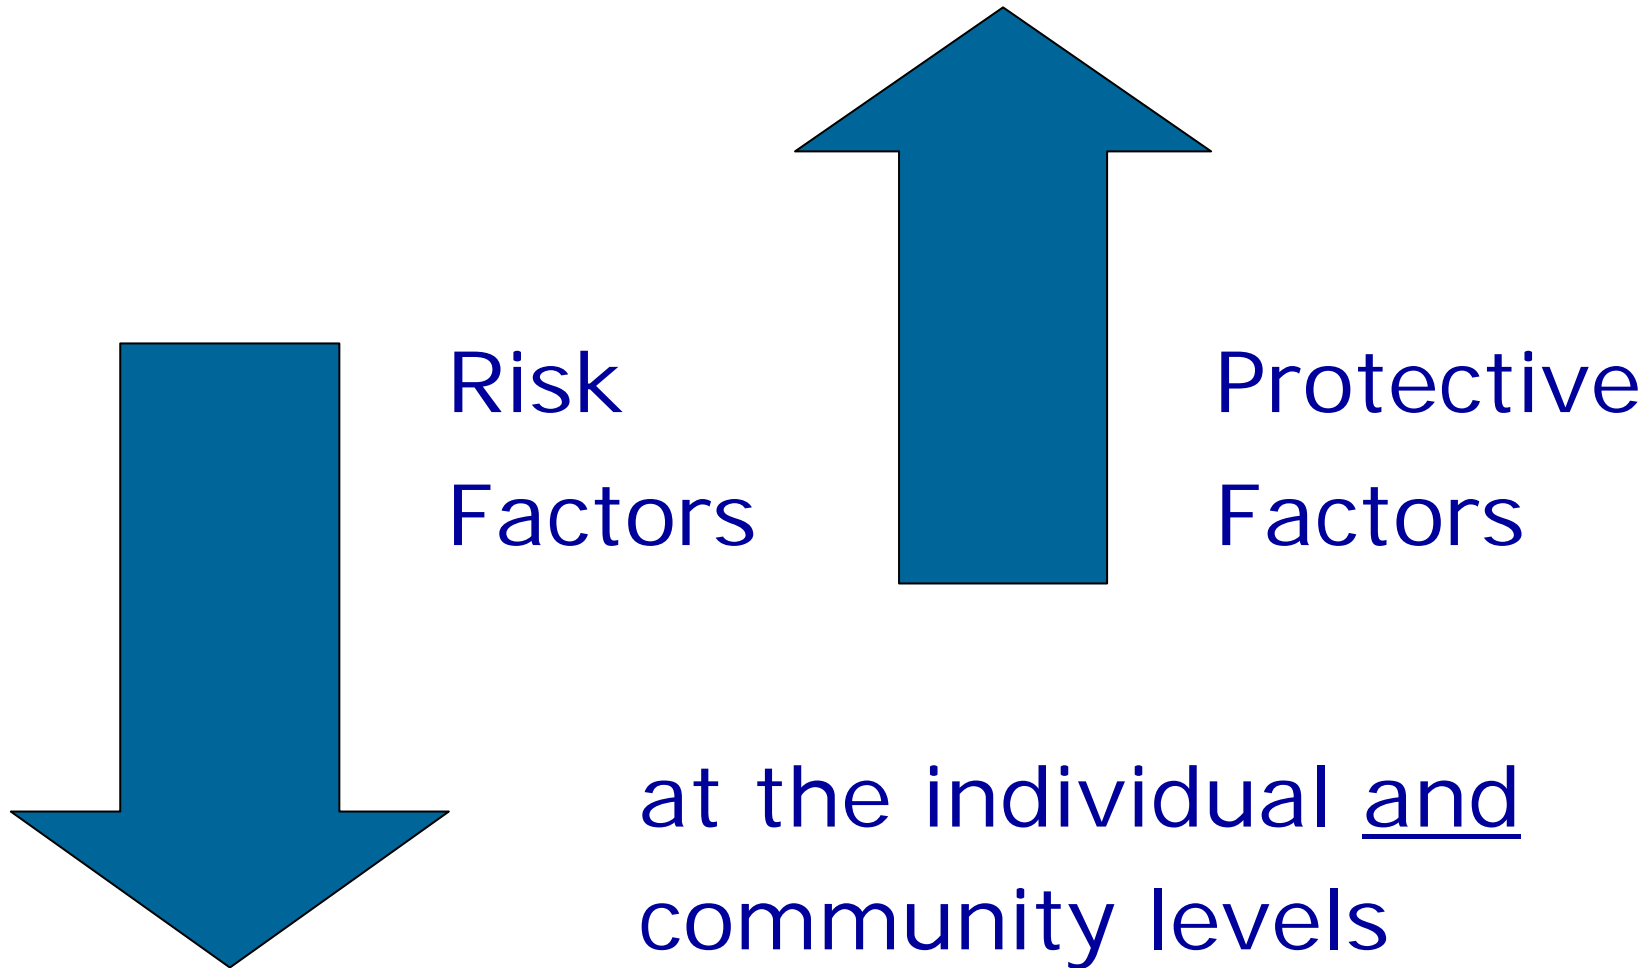 Risk
Factors
Protective
Factors
at the individual and
community levels